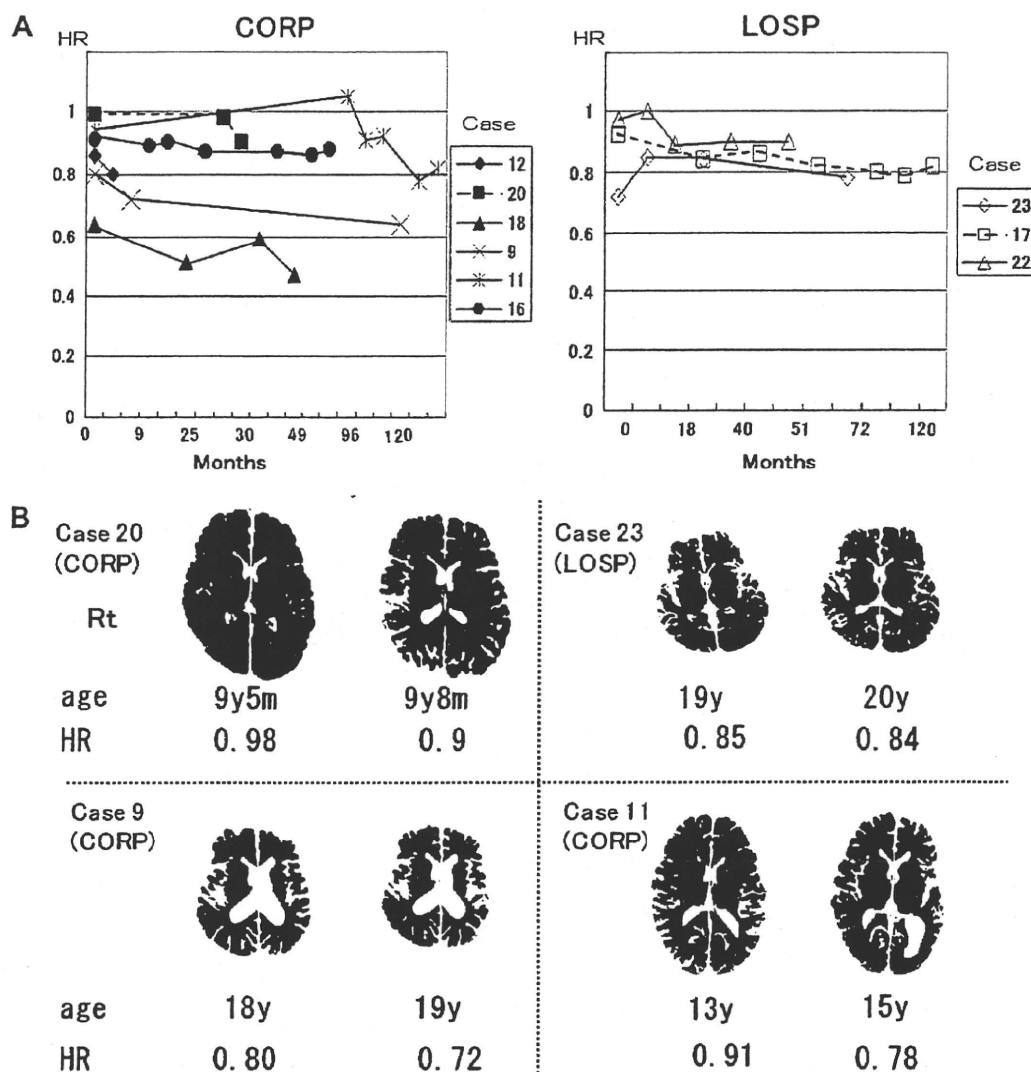 A
CORP
HR
1
0.8
0.6
0.4
0.2
0
0 9 25 30 49 96 120
Months
Case
12
20
18
9
11
16
LOSP
HR
1
0.8
0.6
0.4
0.2
0
0 18 40 51 72 120
Months
Case
23
17
22
B
Case 20
(CORP)
Rt
age 9y5m 9y8m
HR 0.98 0.9
Case 23
(LOSP)
19y 20y
0.85 0.84
Case 9
(CORP)
age 18y 19y
HR 0.80 0.72
Case 11
(CORP)
13y 15y
0.91 0.78